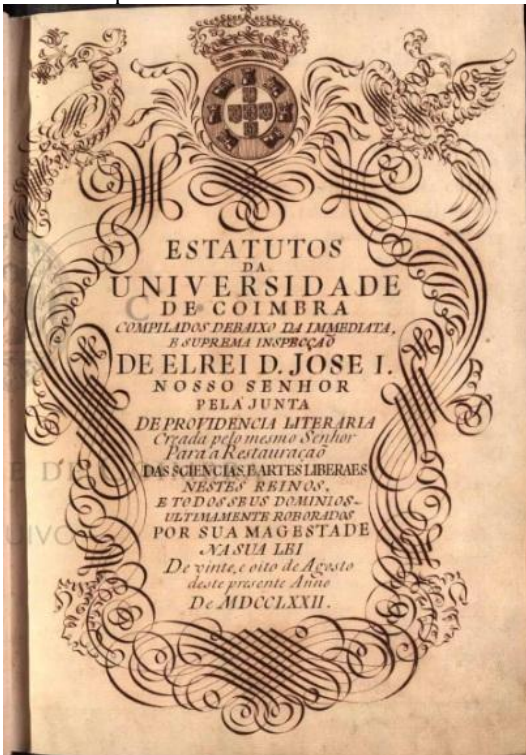 ESTATUTOS
DA
UNIVERSIDADE
DE COIMBRA
COMPILADOS DEBAIXO DA IMMEDIATA,
E SUPREMA INSPECÇAÕ
DE ELREI D. JOSE I.
NOSSO SENHOR
PELA JUNTA
DE PROVIDENCIA LITERARIA
Creada pelo mesmo Senhor
Para a Restauraçaõ
DAS SCIENCIAS, E ARTES LIBERAES
NESTES REINOS,
E TODOS SEUS DOMINIOS
ULTIMAMENTE ROBORADOS
POR SUA MAGESTADE
NA SUA LEI
De vinte, e oito de Agosto
deste presente Anno
De MDCCLXXII.